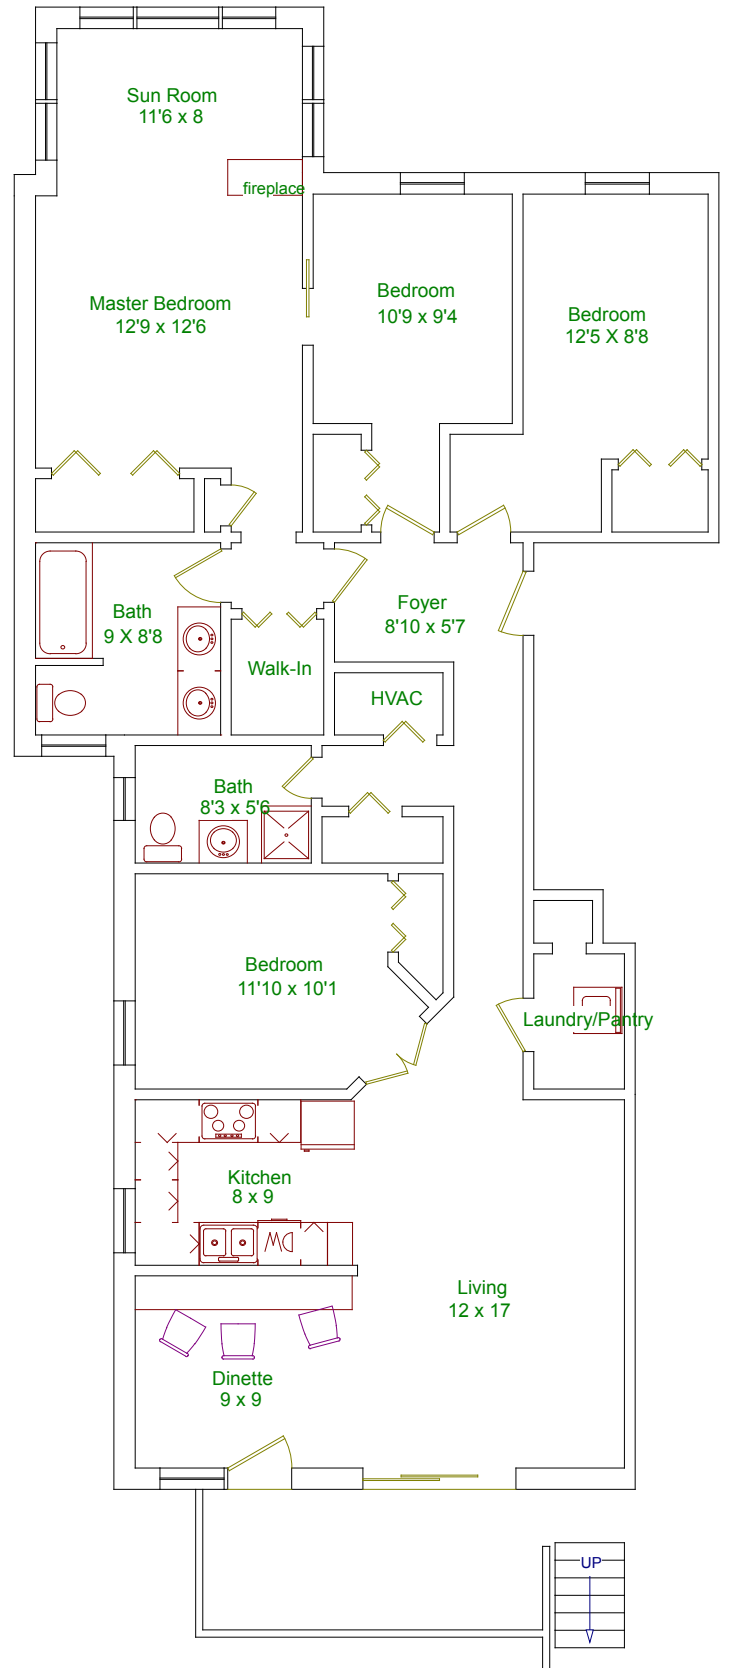 Sun Room
11'6 x 8
fireplace
Master Bedroom
12'9 x 12'6
Bedroom
10'9 x 9'4
Bedroom
12'5 X 8'8
Bath
9 X 8'8
Foyer
8'10 x 5'7
Walk-In
HVAC
Bath
8'3 x 5'6
Bedroom
11'10 x 10'1
Laundry/Pantry
Kitchen
8 x 9
DW
Living
12 x 17
Dinette
9 x 9
UP